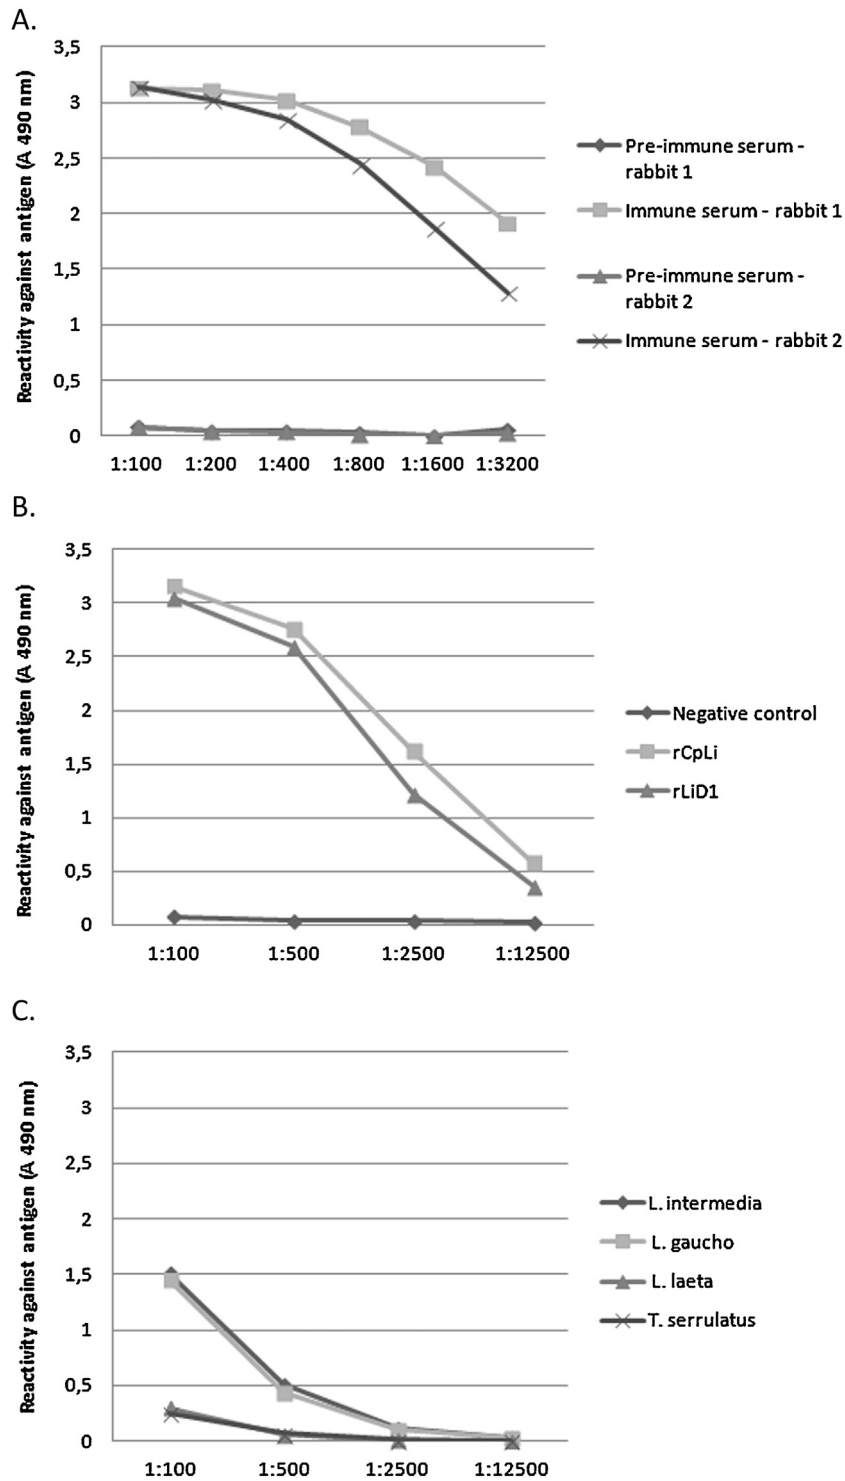 A.
3,5
3
2,5
2
1,5
1
0,5
0
Reactivity against antigen (A 490 nm)
1:100 1:200 1:400 1:800 1:1600 1:3200
Pre-immune serum -
rabbit 1
Immune serum - rabbit 1
Pre-immune serum -
rabbit 2
Immune serum - rabbit 2
B.
3,5
3
2,5
2
1,5
1
0,5
0
Reactivity against antigen (A 490 nm)
1:100 1:500 1:2500 1:12500
Negative control
rCpLi
rLiD1
C.
3,5
3
2,5
2
1,5
1
0,5
0
Reactivity against antigen (A 490 nm)
1:100 1:500 1:2500 1:12500
L. intermedia
L. gaucho
L. laeta
T. serrulatus